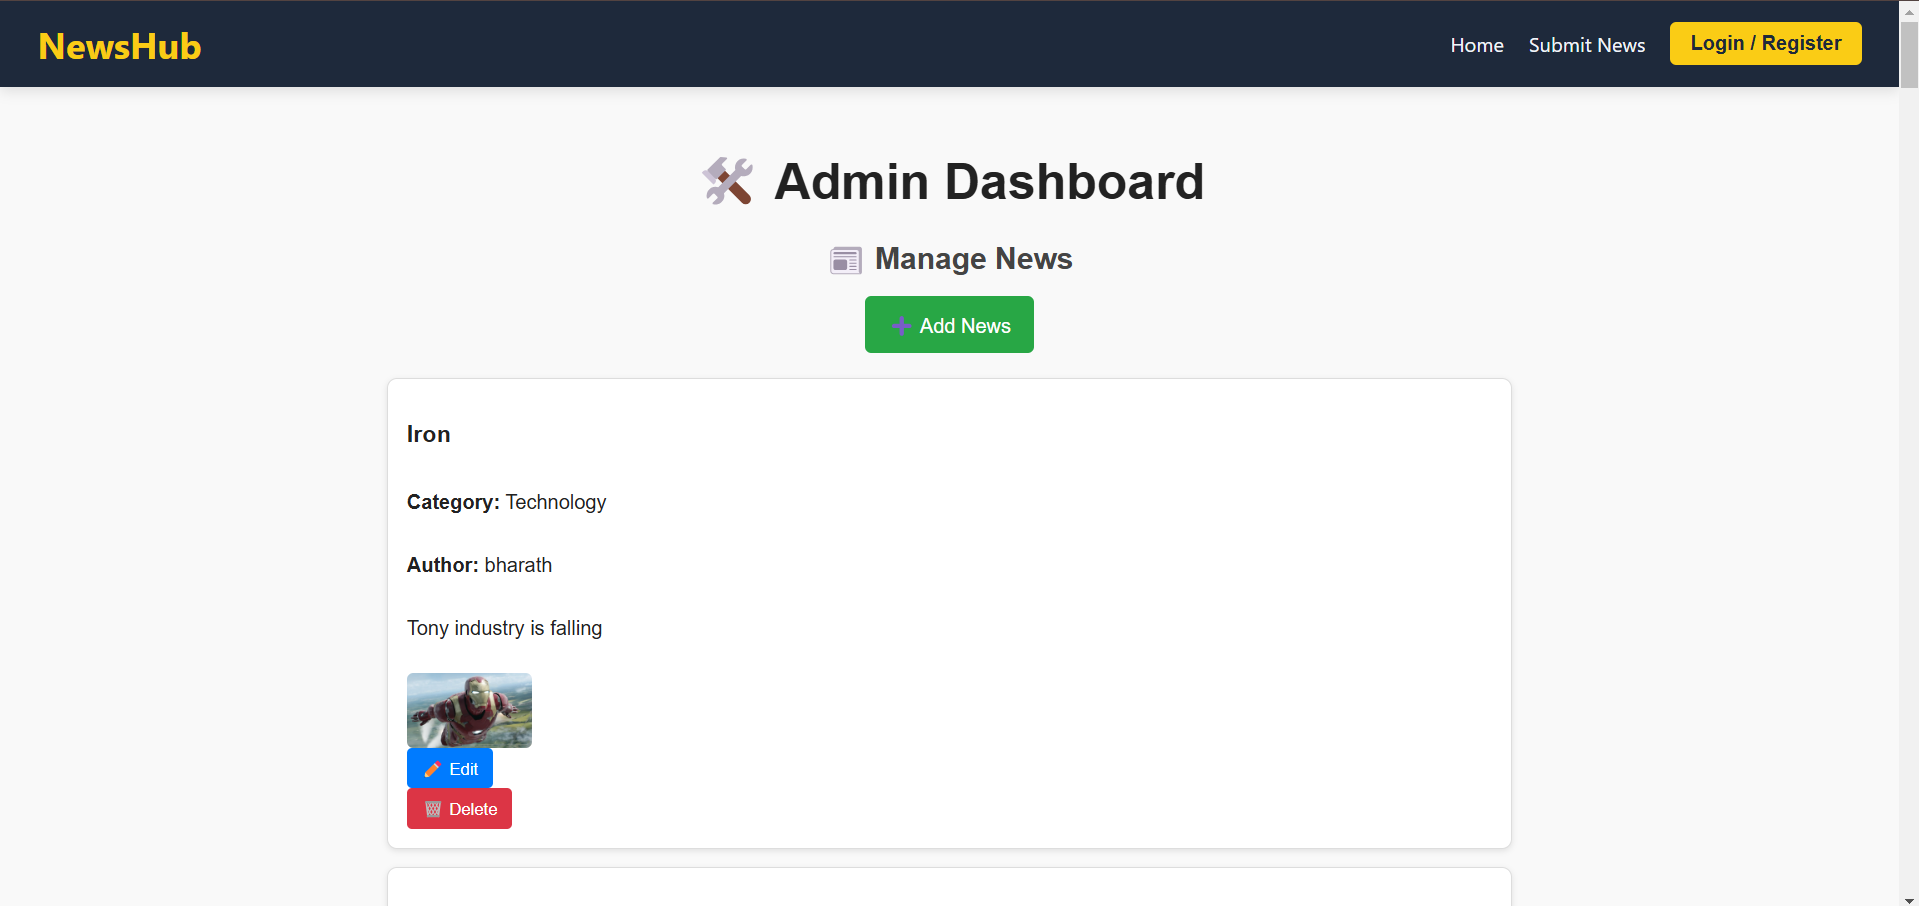 NewsHub
Home Submit News Login / Register
Admin Dashboard
Manage News
Add News
Iron
Category: Technology
Author: bharath
Tony industry is falling
Edit
Delete